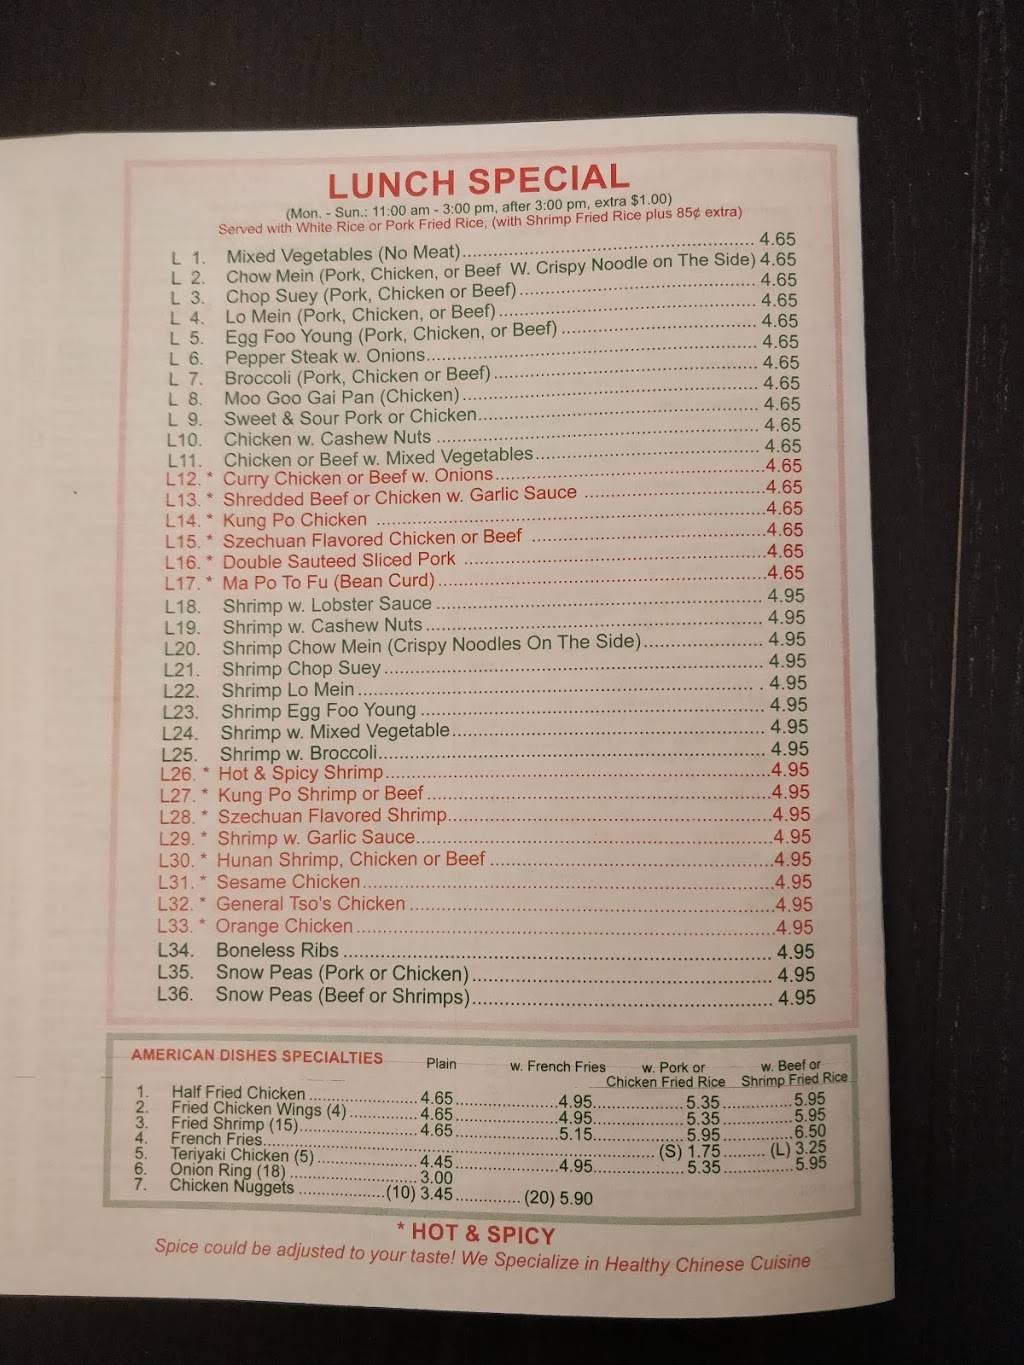 LUNCH SPECIAL
(Mon. - Sun.: 11:00 am - 3:00 pm, after 3:00 pm, extra $1.00)
Served with White Rice or Pork Fried Rice, (with Shrimp Fried Rice plus 85¢ extra)
L 1. Mixed Vegetables (No Meat) 4.65
L 2. Chow Mein (Pork, Chicken, or Beef W. Crispy Noodle on The Side) 4.65
L 3. Chop Suey (Pork, Chicken or Beef) 4.65
L 4. Lo Mein (Pork, Chicken, or Beef) 4.65
L 5. Egg Foo Young (Pork, Chicken, or Beef) 4.65
L 6. Pepper Steak w. Onions 4.65
L 7. Broccoli (Pork, Chicken or Beef) 4.65
L 8. Moo Goo Gai Pan (Chicken) 4.65
L 9. Sweet & Sour Pork or Chicken 4.65
L10. Chicken w. Cashew Nuts 4.65
L11. Chicken or Beef w. Mixed Vegetables 4.65
L12. * Curry Chicken or Beef w. Onions 4.65
L13. * Shredded Beef or Chicken w. Garlic Sauce 4.65
L14. * Kung Po Chicken 4.65
L15. * Szechuan Flavored Chicken or Beef 4.65
L16. * Double Sauteed Sliced Pork 4.65
L17. * Ma Po To Fu (Bean Curd) 4.65
L18. Shrimp w. Lobster Sauce 4.95
L19. Shrimp w. Cashew Nuts 4.95
L20. Shrimp Chow Mein (Crispy Noodles On The Side) 4.95
L21. Shrimp Chop Suey 4.95
L22. Shrimp Lo Mein 4.95
L23. Shrimp Egg Foo Young 4.95
L24. Shrimp w. Mixed Vegetable 4.95
L25. Shrimp w. Broccoli 4.95
L26. * Hot & Spicy Shrimp 4.95
L27. * Kung Po Shrimp or Beef 4.95
L28. * Szechuan Flavored Shrimp 4.95
L29. * Shrimp w. Garlic Sauce 4.95
L30. * Hunan Shrimp, Chicken or Beef 4.95
L31. * Sesame Chicken 4.95
L32. * General Tso's Chicken 4.95
L33. * Orange Chicken 4.95
L34. Boneless Ribs 4.95
L35. Snow Peas (Pork or Chicken) 4.95
L36. Snow Peas (Beef or Shrimps) 4.95
AMERICAN DISHES SPECIALTIES Plain w. French Fries w. Pork or Chicken Fried Rice w. Beef or Shrimp Fried Rice
1. Half Fried Chicken 4.65 4.95 5.35 5.95
2. Fried Chicken Wings (4) 4.65 4.95 5.35 5.95
3. Fried Shrimp (15) 4.65 5.15 5.95 6.50
4. French Fries (S) 1.75 (L) 3.25
5. Teriyaki Chicken (5) 4.45 4.95 5.35 5.95
6. Onion Ring (18) 3.00
7. Chicken Nuggets (10) 3.45 (20) 5.90
* HOT & SPICY
Spice could be adjusted to your taste! We Specialize in Healthy Chinese Cuisine